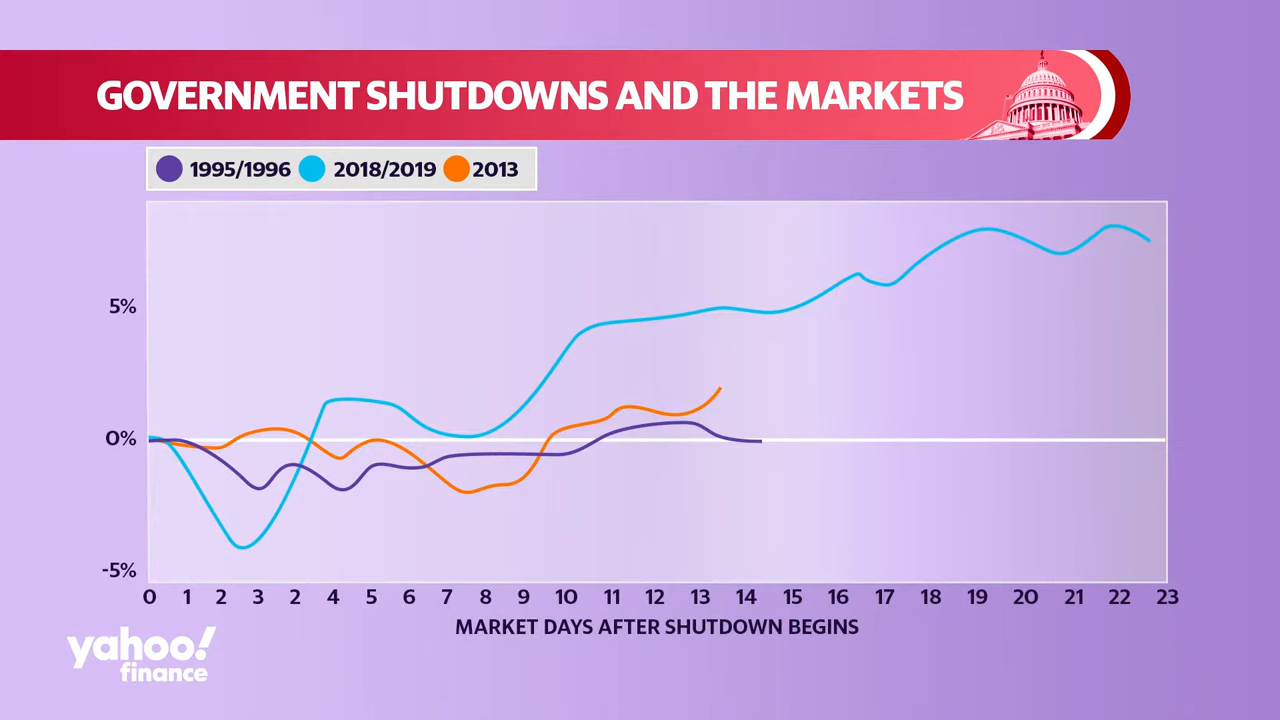 GOVERNMENT SHUTDOWNS AND THE MARKETS
1995/1996 2018/2019 2013
5%
0%
-5%
0 1 2 3 2 4 5 6 7 8 9 10 11 12 13 14 15 16 17 18 19 20 21 22 23
MARKET DAYS AFTER SHUTDOWN BEGINS
yahoo!
finance